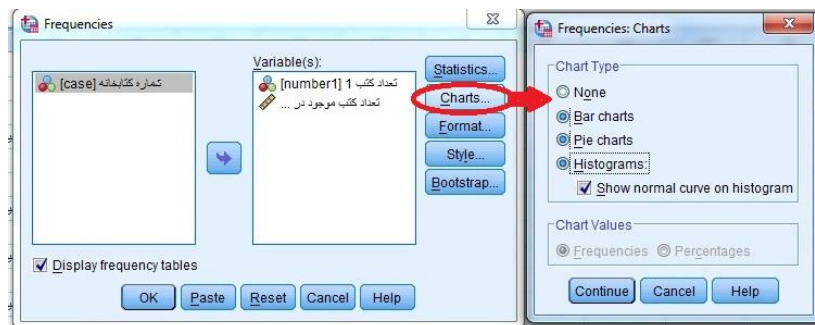 Frequencies
Variable(s):
شماره کتابخانه [case]
تعداد کتب 1 [number1]
تعداد کتب موجود در ...
Statistics...
Charts...
Format...
Style...
Bootstrap...
Display frequency tables
OK Paste Reset Cancel Help
Frequencies: Charts
Chart Type
None
Bar charts
Pie charts
Histograms:
Show normal curve on histogram
Chart Values
Frequencies Percentages
Continue Cancel Help